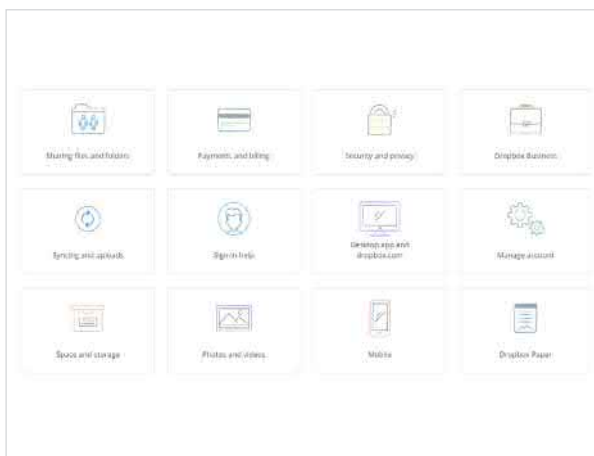 Sharing files and folders
Payments and billing
Security and privacy
Dropbox Business
Syncing and uploads
Sign-in help
Desktop app and
dropbox.com
Manage account
Space and storage
Photos and videos
Mobile
Dropbox Paper